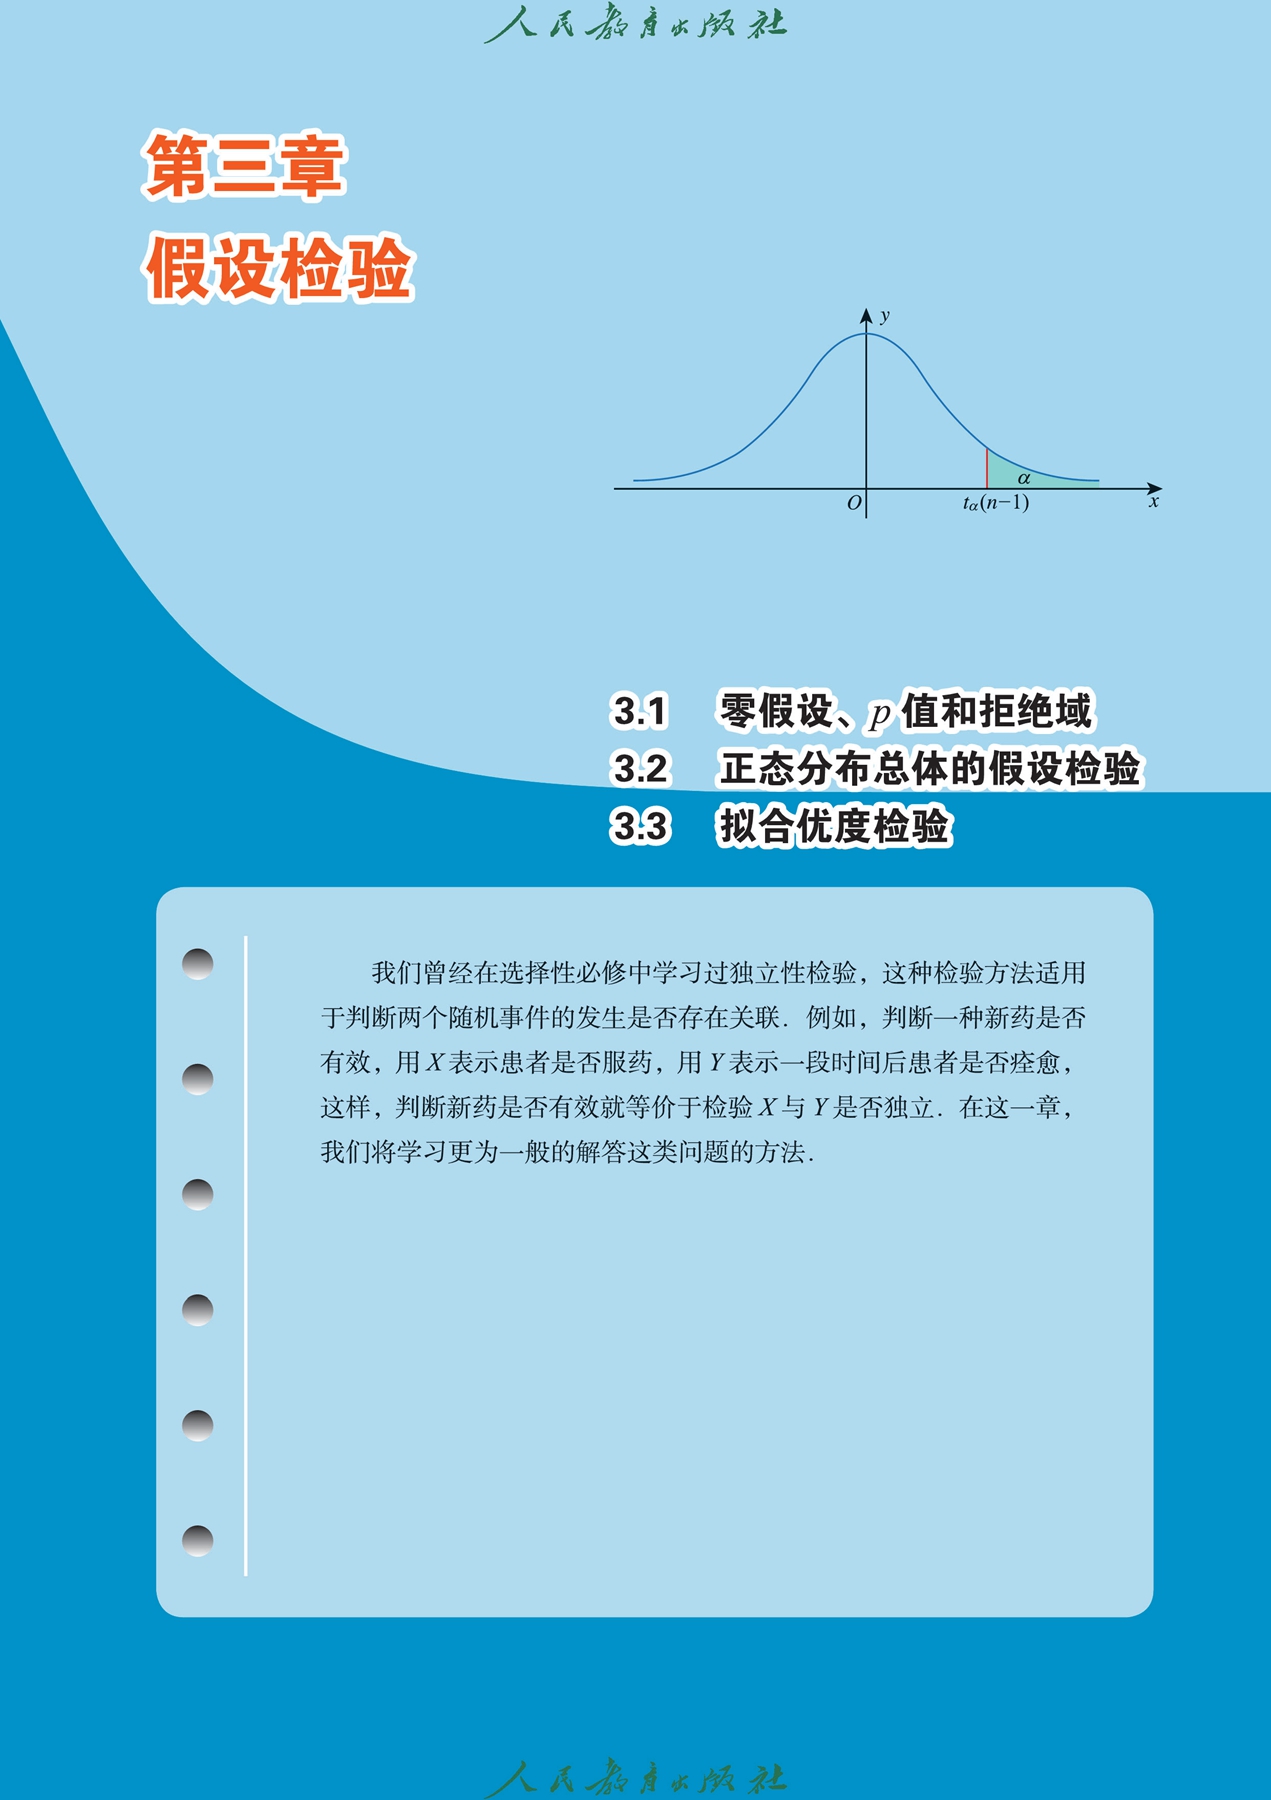 人民教育出版社
第三章
假设检验
y
α
O
tα(n−1)
x
3.1 零假设、p 值和拒绝域
3.2 正态分布总体的假设检验
3.3 拟合优度检验
我们曾经在选择性必修中学习过独立性检验，这种检验方法适用
于判断两个随机事件的发生是否存在关联．例如，判断一种新药是否
有效，用 X 表示患者是否服药，用 Y 表示一段时间后患者是否痊愈，
这样，判断新药是否有效就等价于检验 X 与 Y 是否独立．在这一章，
我们将学习更为一般的解答这类问题的方法．
人民教育出版社